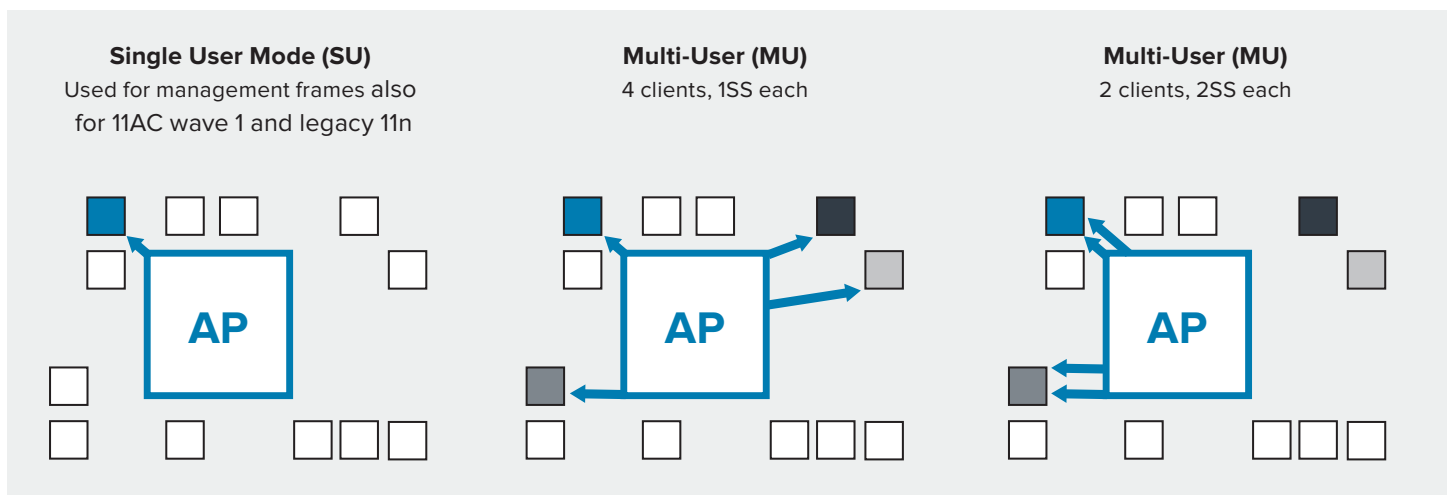 Single User Mode (SU)
Used for management frames also
for 11AC wave 1 and legacy 11n
Multi-User (MU)
4 clients, 1SS each
Multi-User (MU)
2 clients, 2SS each
AP
AP
AP